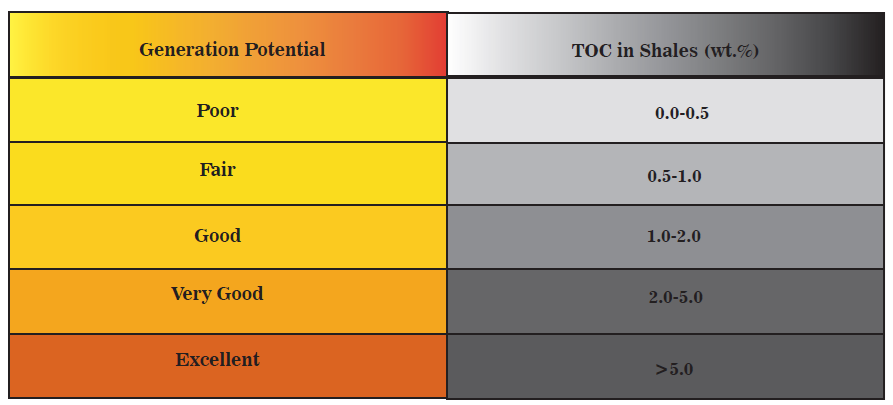 Generation Potential TOC in Shales (wt.%)
Poor 0.0-0.5
Fair 0.5-1.0
Good 1.0-2.0
Very Good 2.0-5.0
Excellent >5.0